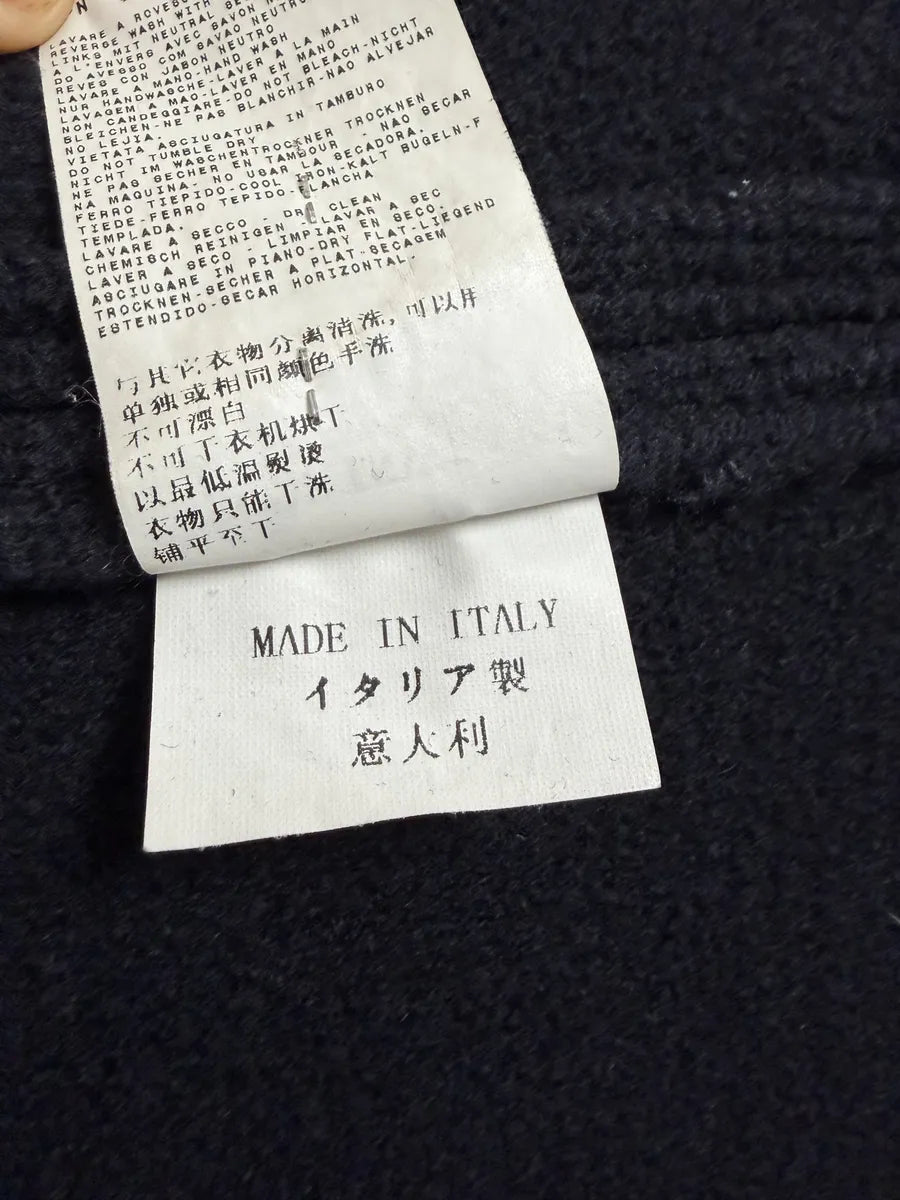 N
LAVARE A ROVES
REVERSE WASH WITH NEUTRAL SE
LINKS MIT NEUTRAL
A L'ENVERS AVEC SAVON NEUTR
DO AVESSO COM SAVAO NEUTRO
REVES CON JABON NEUTRO
LAVARE A MANO-HAND WASH
NUR HANDWASCHE-LAVER A LA MAIN
LAVAGEM A MAO-LAVER EN MANO
NON CANDEGGIARE-DO NOT BLEACH-NICHT
BLEICHEN-NE PAS BLANCHIR-NAO ALVEJAR
NO LEJIA.
VIETATA ASCIUGATURA IN TAMBURO
DO NOT TUMBLE DRY
NICHT IM WASCHENTROCKNER TROCKNEN
NE PAS SECHER EN TAMBOUR - NAO SECAR
NA MAQUINA- NO USAR LA SECADORA.
FERRO TIEPIDO-COOL IRON-KALT BUGELN-F
TIEDE-FERRO TEPIDO-PLANCHA
TEMPLADA.
LAVARE A SECCO - DRY CLEAN
CHEMISCH REINIGEN -LAVAR A SEC
LAVER A SECO - LIMPIAR EN SECO.
ASCIUGARE IN PIANO-DRY FLAT-LIEGEND
TROCKNEN-SECHER A PLAT-SECAGEM
ESTENDIDO-SECAR HORIZONTAL-
与其它衣物分离清洗,可以用
单独或相同颜色手洗
不可漂白
不可干衣机烘干
以最低温熨烫
衣物只能干洗
铺平至干
MADE IN ITALY
イタリア製
意大利